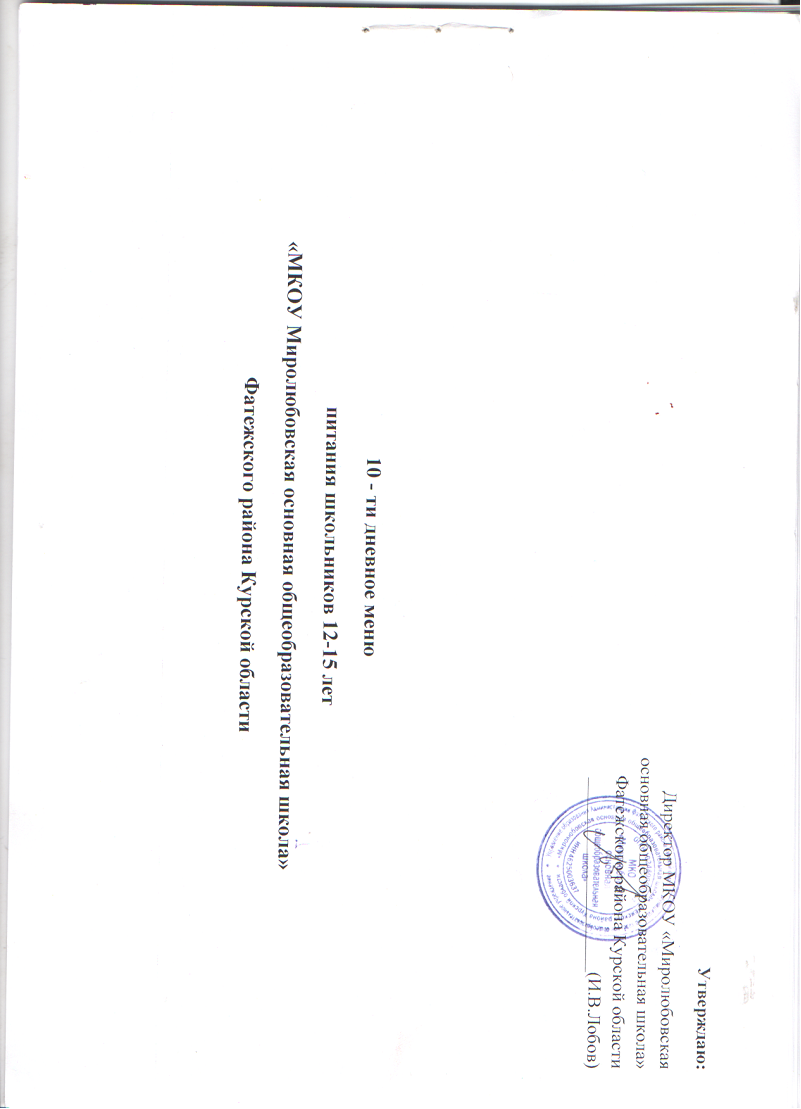 Утверждаю:
Директор МКОУ «Миролюбовская
основная общеобразовательная школа»
Фатежского района Курской области
(И.В.Лобов)
10 - ти дневное меню
питания школьников 12-15 лет
«МКОУ Миролюбовская основная общеобразовательная школа»
Фатежского района Курской области